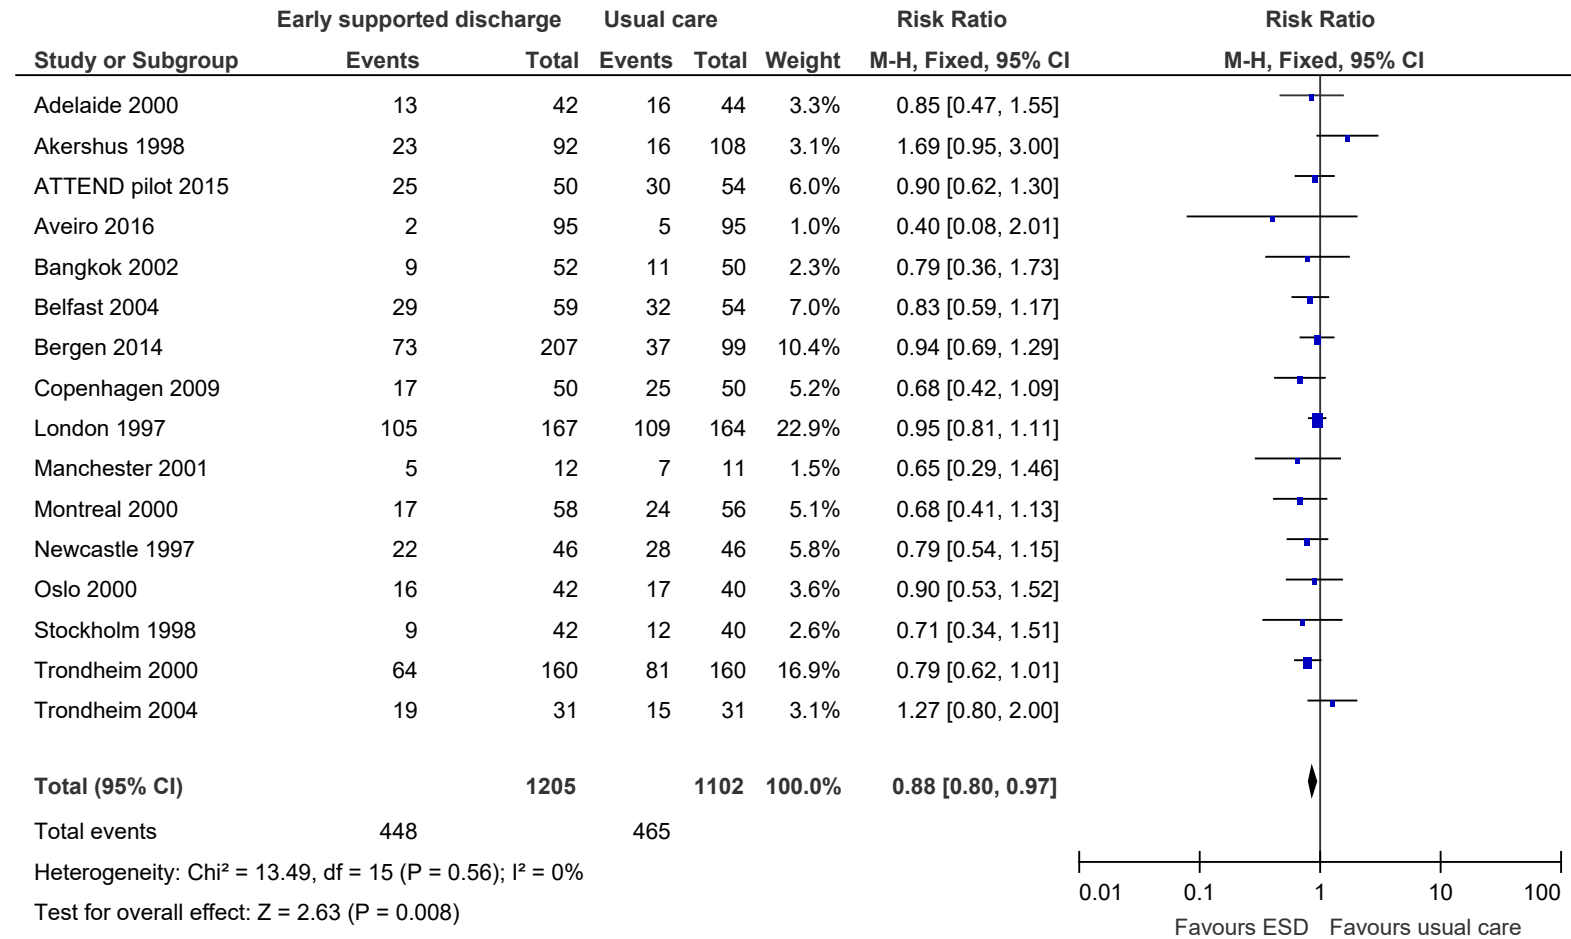 Early supported discharge Usual care Risk Ratio Risk Ratio
Study or Subgroup Events Total Events Total Weight M-H, Fixed, 95% CI M-H, Fixed, 95% CI
Adelaide 2000 13 42 16 44 3.3% 0.85 [0.47, 1.55]
Akershus 1998 23 92 16 108 3.1% 1.69 [0.95, 3.00]
ATTEND pilot 2015 25 50 30 54 6.0% 0.90 [0.62, 1.30]
Aveiro 2016 2 95 5 95 1.0% 0.40 [0.08, 2.01]
Bangkok 2002 9 52 11 50 2.3% 0.79 [0.36, 1.73]
Belfast 2004 29 59 32 54 7.0% 0.83 [0.59, 1.17]
Bergen 2014 73 207 37 99 10.4% 0.94 [0.69, 1.29]
Copenhagen 2009 17 50 25 50 5.2% 0.68 [0.42, 1.09]
London 1997 105 167 109 164 22.9% 0.95 [0.81, 1.11]
Manchester 2001 5 12 7 11 1.5% 0.65 [0.29, 1.46]
Montreal 2000 17 58 24 56 5.1% 0.68 [0.41, 1.13]
Newcastle 1997 22 46 28 46 5.8% 0.79 [0.54, 1.15]
Oslo 2000 16 42 17 40 3.6% 0.90 [0.53, 1.52]
Stockholm 1998 9 42 12 40 2.6% 0.71 [0.34, 1.51]
Trondheim 2000 64 160 81 160 16.9% 0.79 [0.62, 1.01]
Trondheim 2004 19 31 15 31 3.1% 1.27 [0.80, 2.00]
Total (95% CI) 1205 1102 100.0% 0.88 [0.80, 0.97]
Total events 448 465
Heterogeneity: Chi² = 13.49, df = 15 (P = 0.56); I² = 0%
Test for overall effect: Z = 2.63 (P = 0.008)
0.01 0.1 1 10 100
Favours ESD Favours usual care